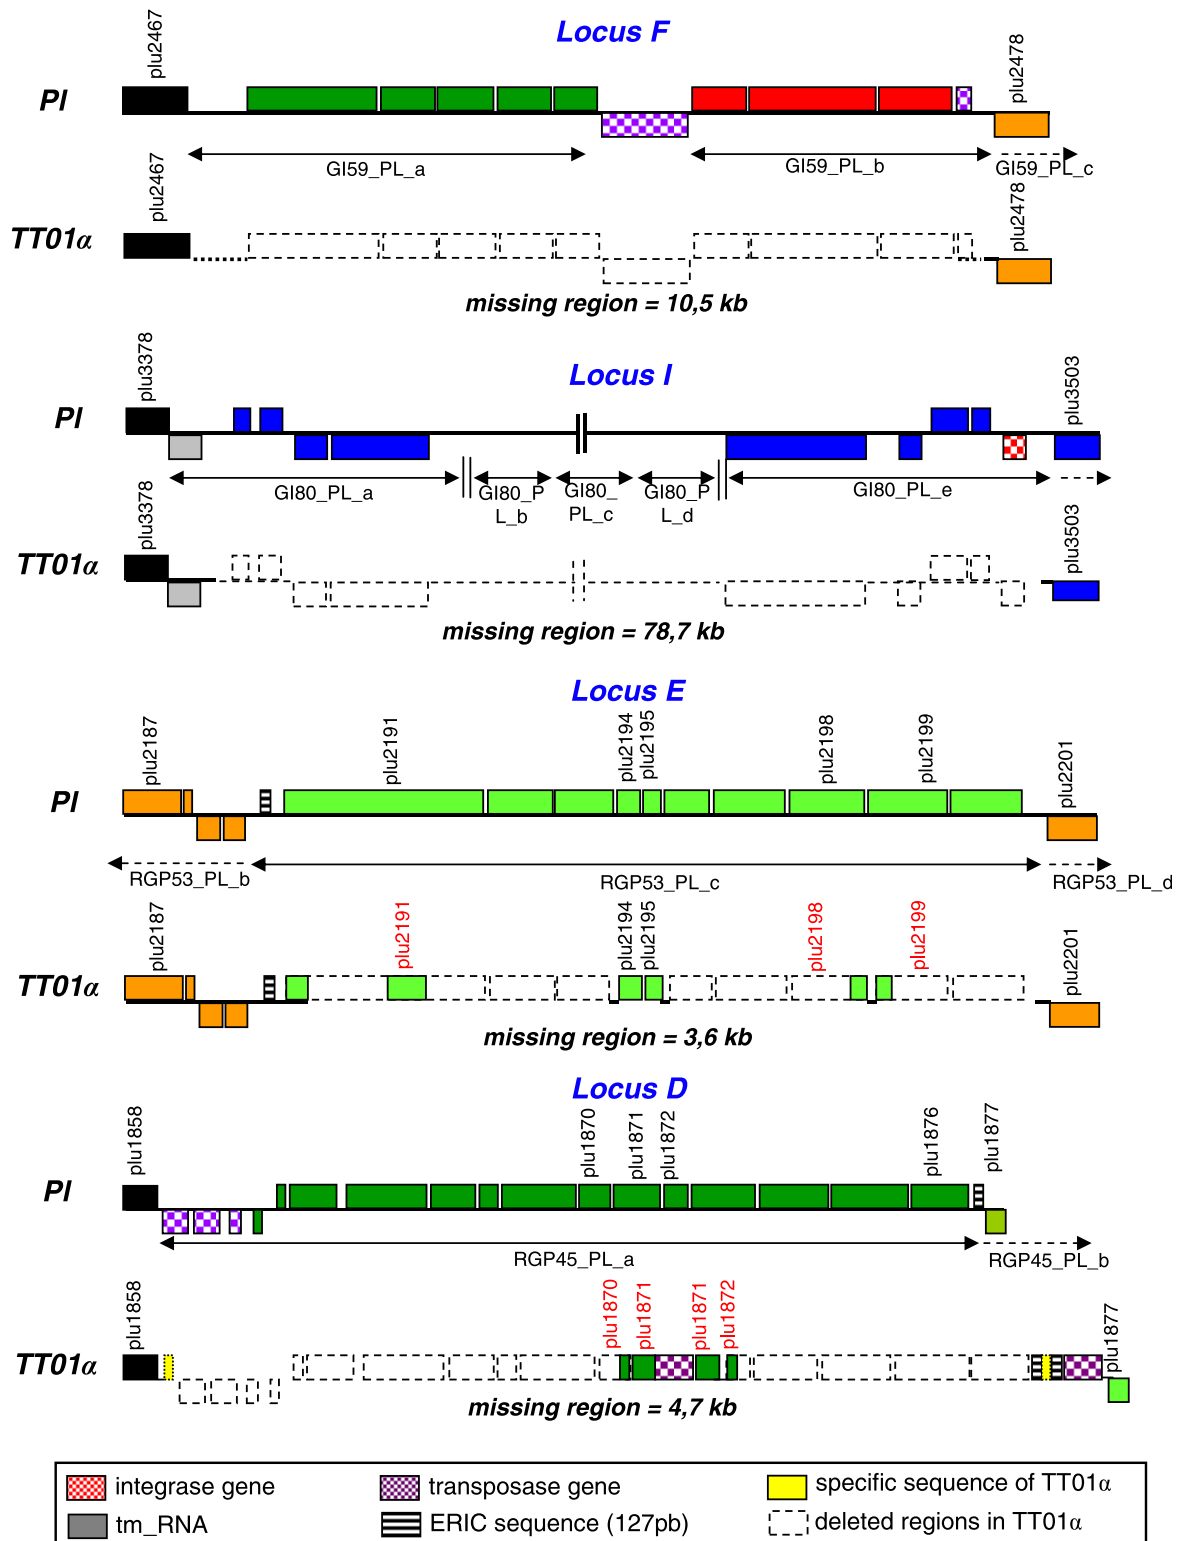 Locus F
plu2467
plu2478
PI
GI59_PL_a
GI59_PL_b
GI59_PL_c
plu2467
plu2478
TT01α
missing region = 10,5 kb
Locus I
plu3378
plu3503
PI
GI80_PL_a
GI80_P
L_b
GI80_
PL_c
GI80_P
L_d
GI80_PL_e
plu3378
plu3503
TT01α
missing region = 78,7 kb
Locus E
plu2187
plu2191
plu2194
plu2195
plu2198
plu2199
plu2201
PI
RGP53_PL_b
RGP53_PL_c
RGP53_PL_d
plu2187
plu2191
plu2194
plu2195
plu2198
plu2199
plu2201
TT01α
missing region = 3,6 kb
Locus D
plu1858
plu1870
plu1871
plu1872
plu1876
plu1877
PI
RGP45_PL_a
RGP45_PL_b
plu1858
plu1870
plu1871
plu1871
plu1872
plu1877
TT01α
missing region = 4,7 kb
integrase gene
transposase gene
specific sequence of TT01α
tm_RNA
ERIC sequence (127pb)
deleted regions in TT01α